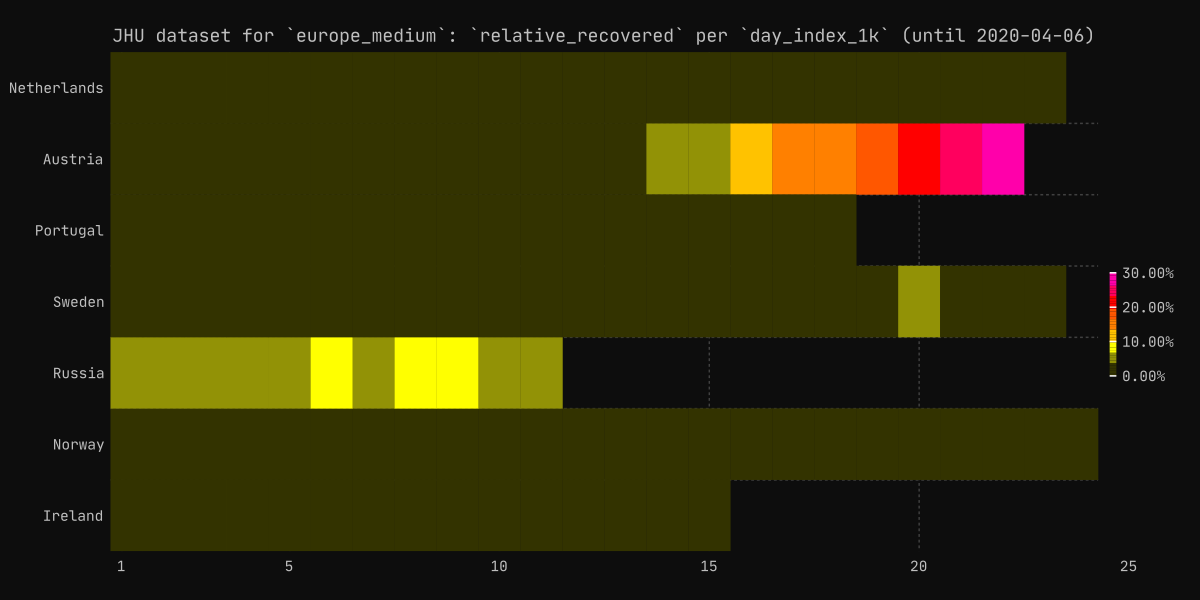 JHU dataset for `europe_medium`: `relative_recovered` per `day_index_1k` (until 2020-04-06)
Netherlands
Austria
Portugal
Sweden
Russia
Norway
Ireland
30.00%
20.00%
10.00%
0.00%
1 5 10 15 20 25